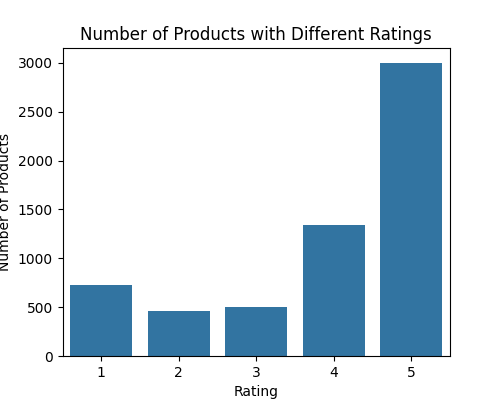 Number of Products with Different Ratings
Number of Products
3000
2500
2000
1500
1000
500
0
1 2 3 4 5
Rating